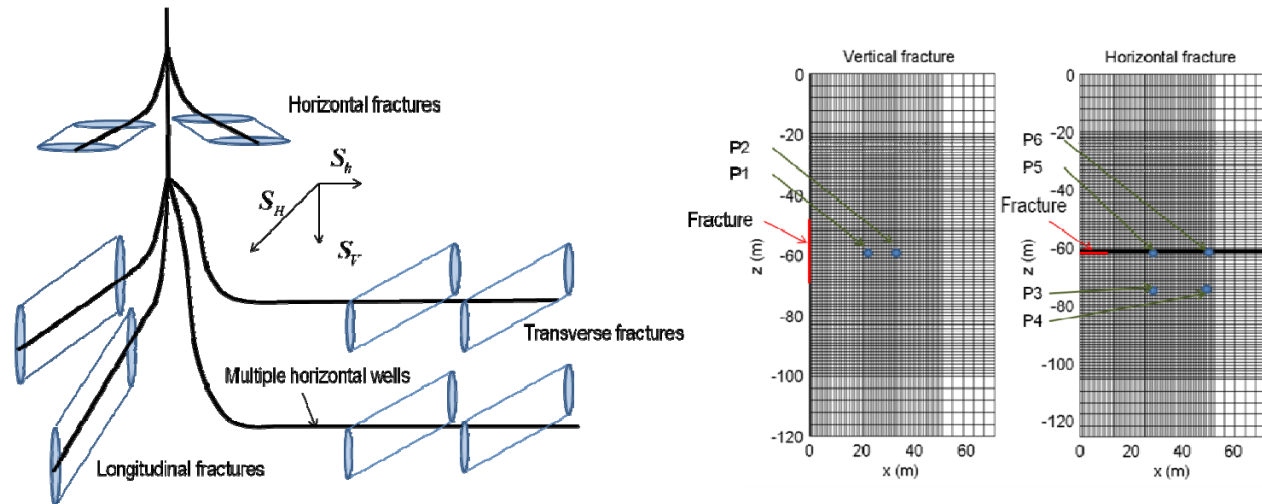 Horizontal fractures
S_h
S_H
S_V
Transverse fractures
Multiple horizontal wells
Longitudinal fractures
Vertical fracture
0
-20
-40
-60
-80
-100
-120
z (m)
0 20 40 60
x (m)
P2
P1
Fracture
Horizontal fracture
0
-20
-40
-60
-80
-100
-120
z (m)
0 20 40 60
x (m)
P6
P5
Fracture
P3
P4